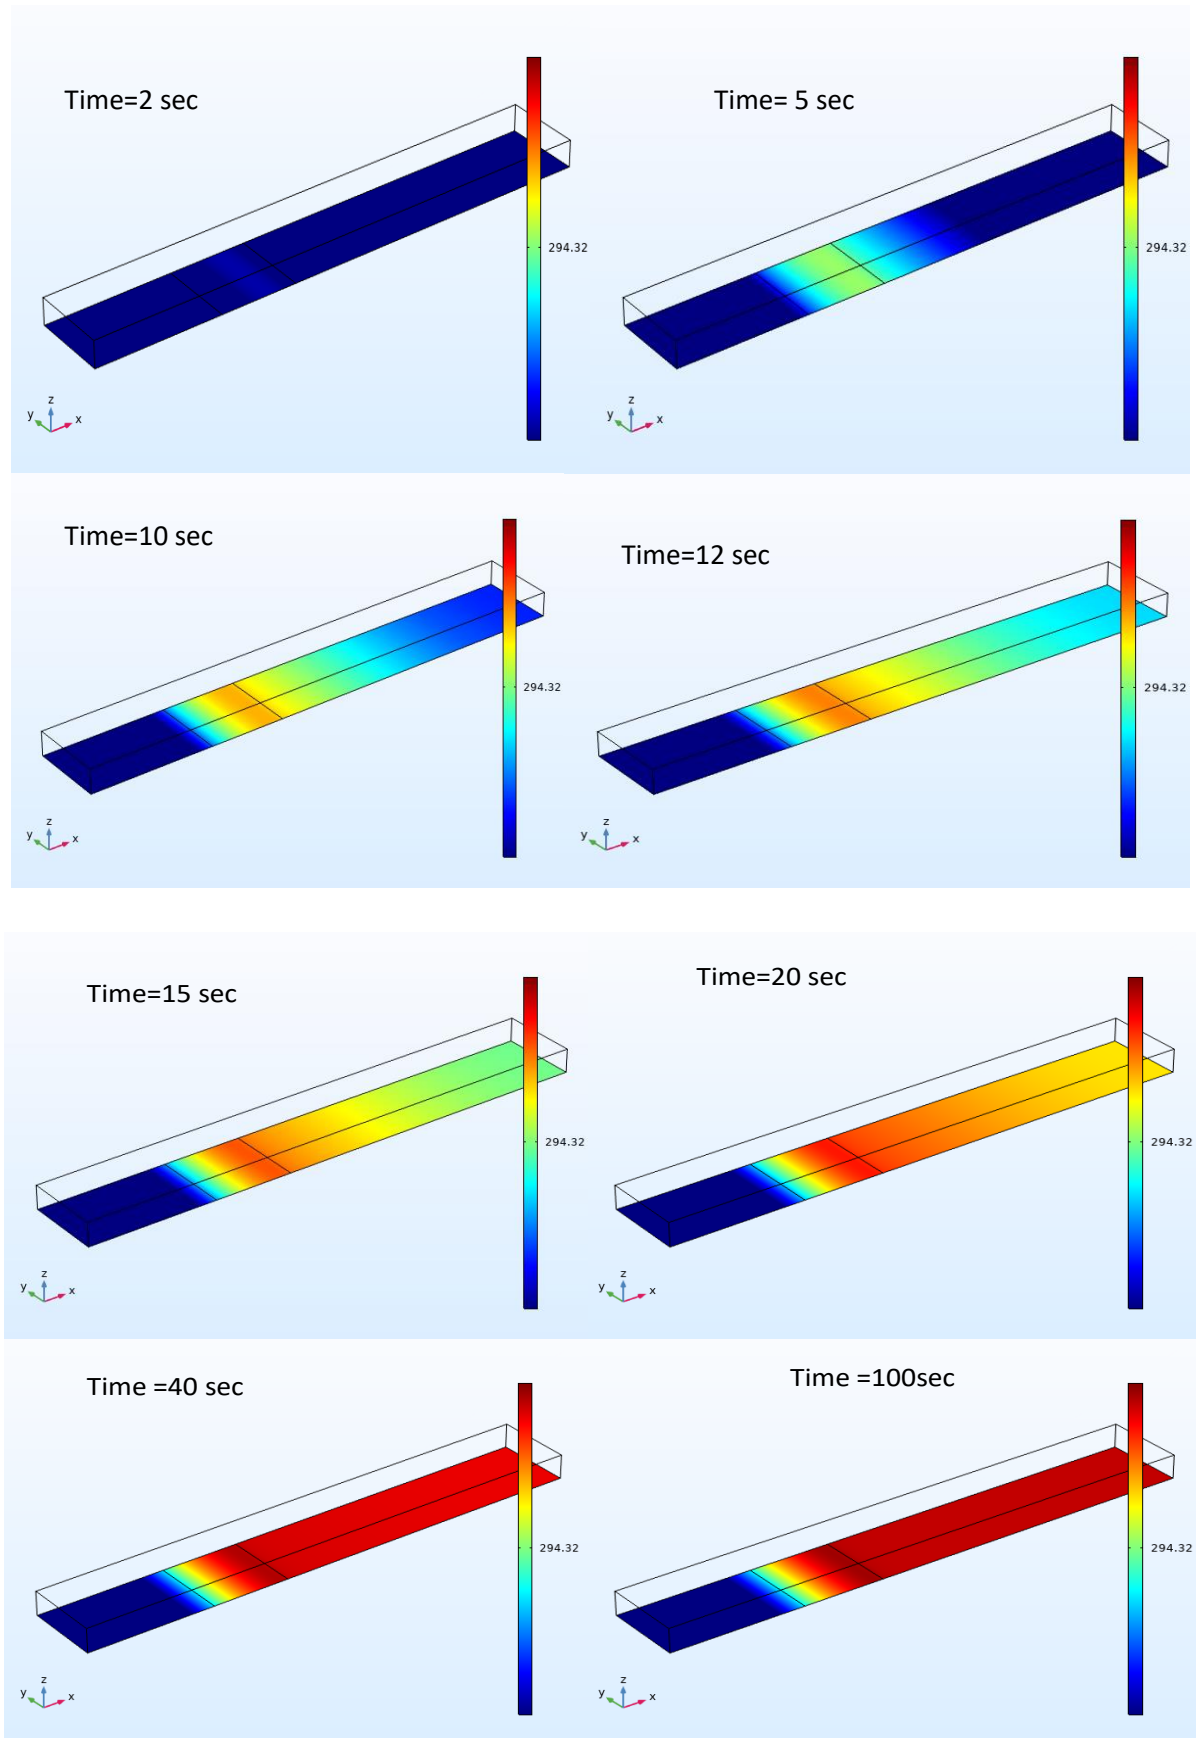 Time=2 sec
294.32
z
y
x
Time= 5 sec
294.32
z
y
x
Time=10 sec
294.32
z
y
x
Time=12 sec
294.32
z
y
x
Time=15 sec
294.32
z
y
x
Time=20 sec
294.32
z
y
x
Time =40 sec
294.32
z
y
x
Time =100sec
294.32
z
y
x